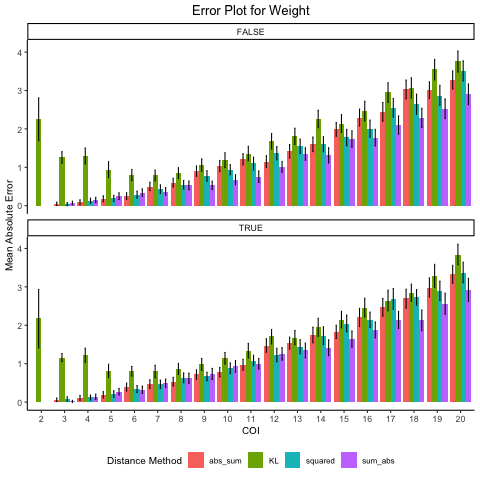 Error Plot for Weight
FALSE
4
3
2
1
0
TRUE
4
3
2
1
0
Mean Absolute Error
2 3 4 5 6 7 8 9 10 11 12 13 14 15 16 17 18 19 20
COI
Distance Method abs_sum KL squared sum_abs